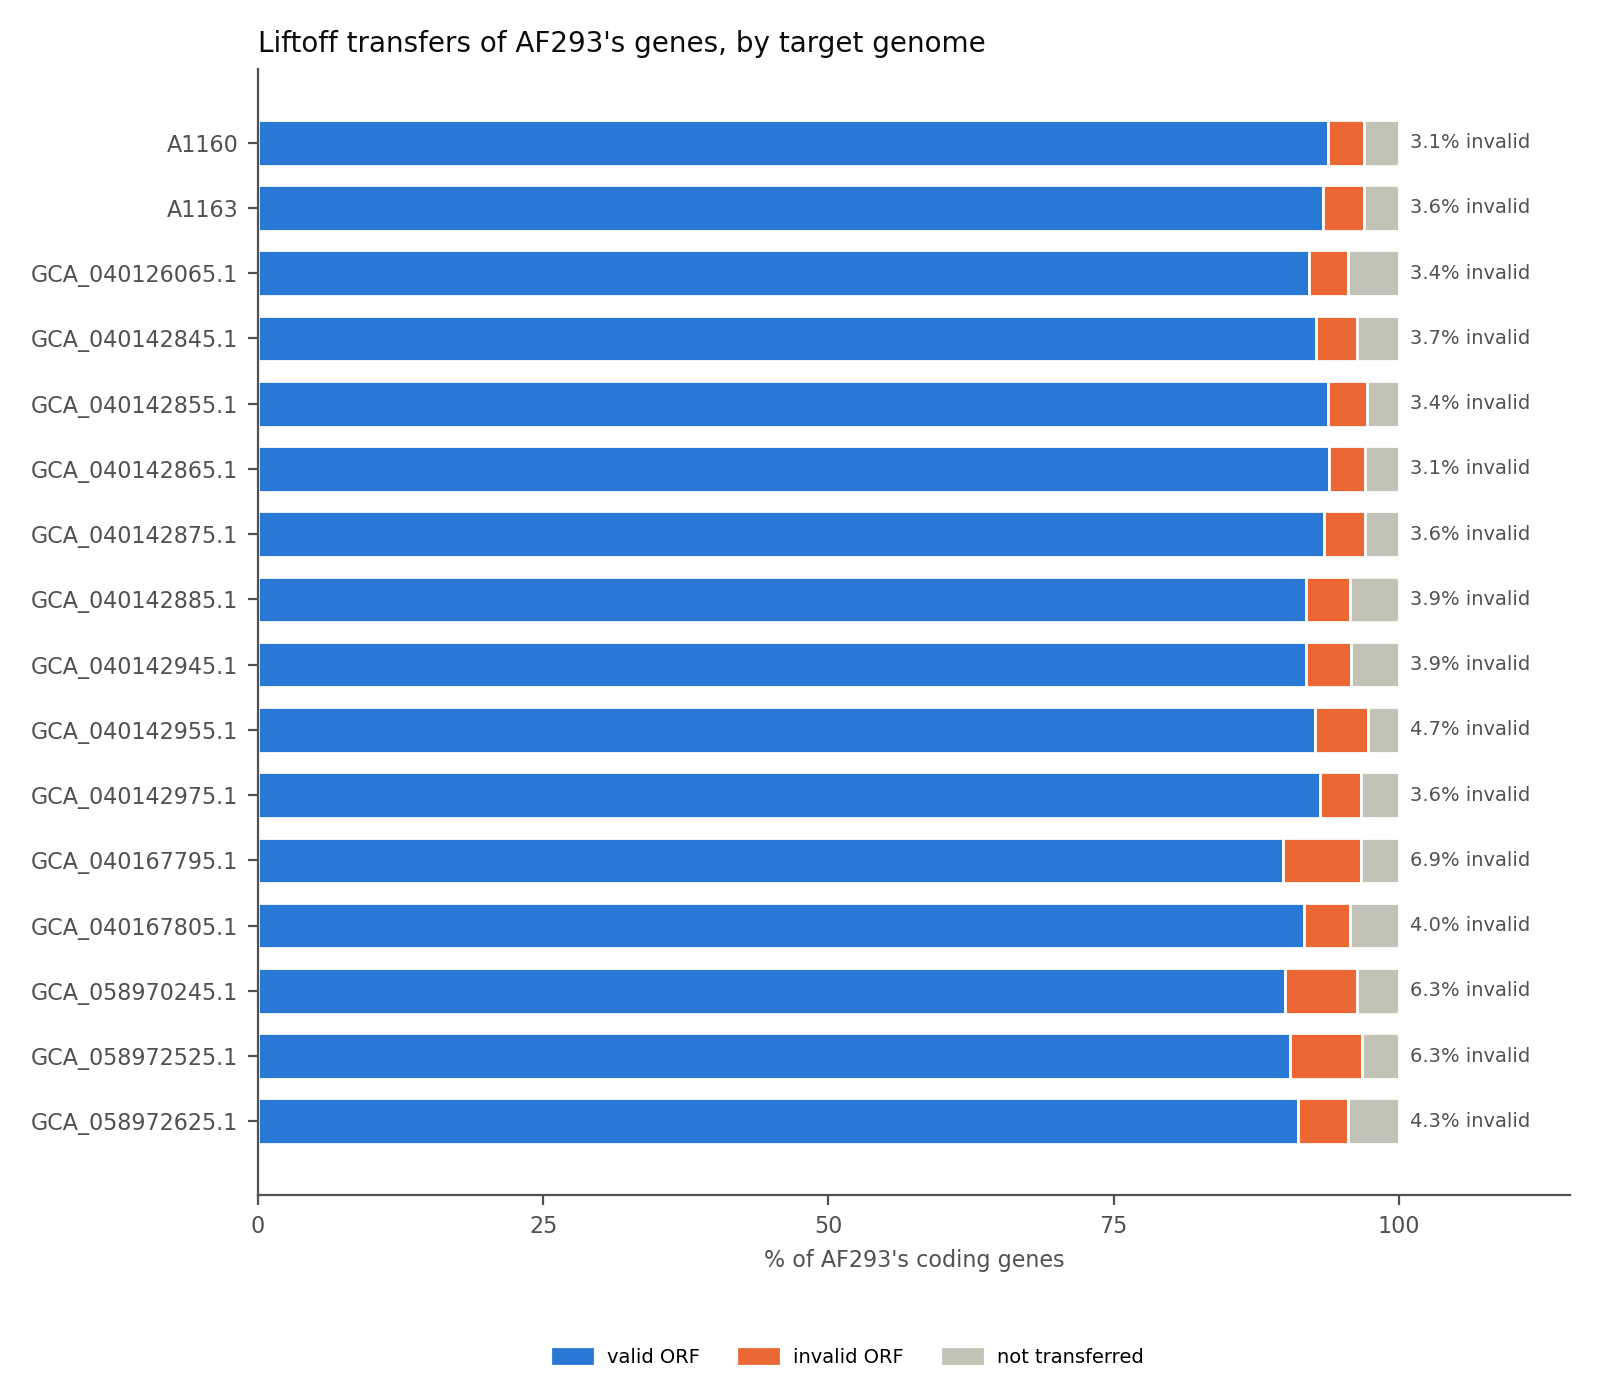 Liftoff transfers of AF293's genes, by target genome
A1160 3.1% invalid
A1163 3.6% invalid
GCA_040126065.1 3.4% invalid
GCA_040142845.1 3.7% invalid
GCA_040142855.1 3.4% invalid
GCA_040142865.1 3.1% invalid
GCA_040142875.1 3.6% invalid
GCA_040142885.1 3.9% invalid
GCA_040142945.1 3.9% invalid
GCA_040142955.1 4.7% invalid
GCA_040142975.1 3.6% invalid
GCA_040167795.1 6.9% invalid
GCA_040167805.1 4.0% invalid
GCA_058970245.1 6.3% invalid
GCA_058972525.1 6.3% invalid
GCA_058972625.1 4.3% invalid
0 25 50 75 100
% of AF293's coding genes
valid ORF invalid ORF not transferred